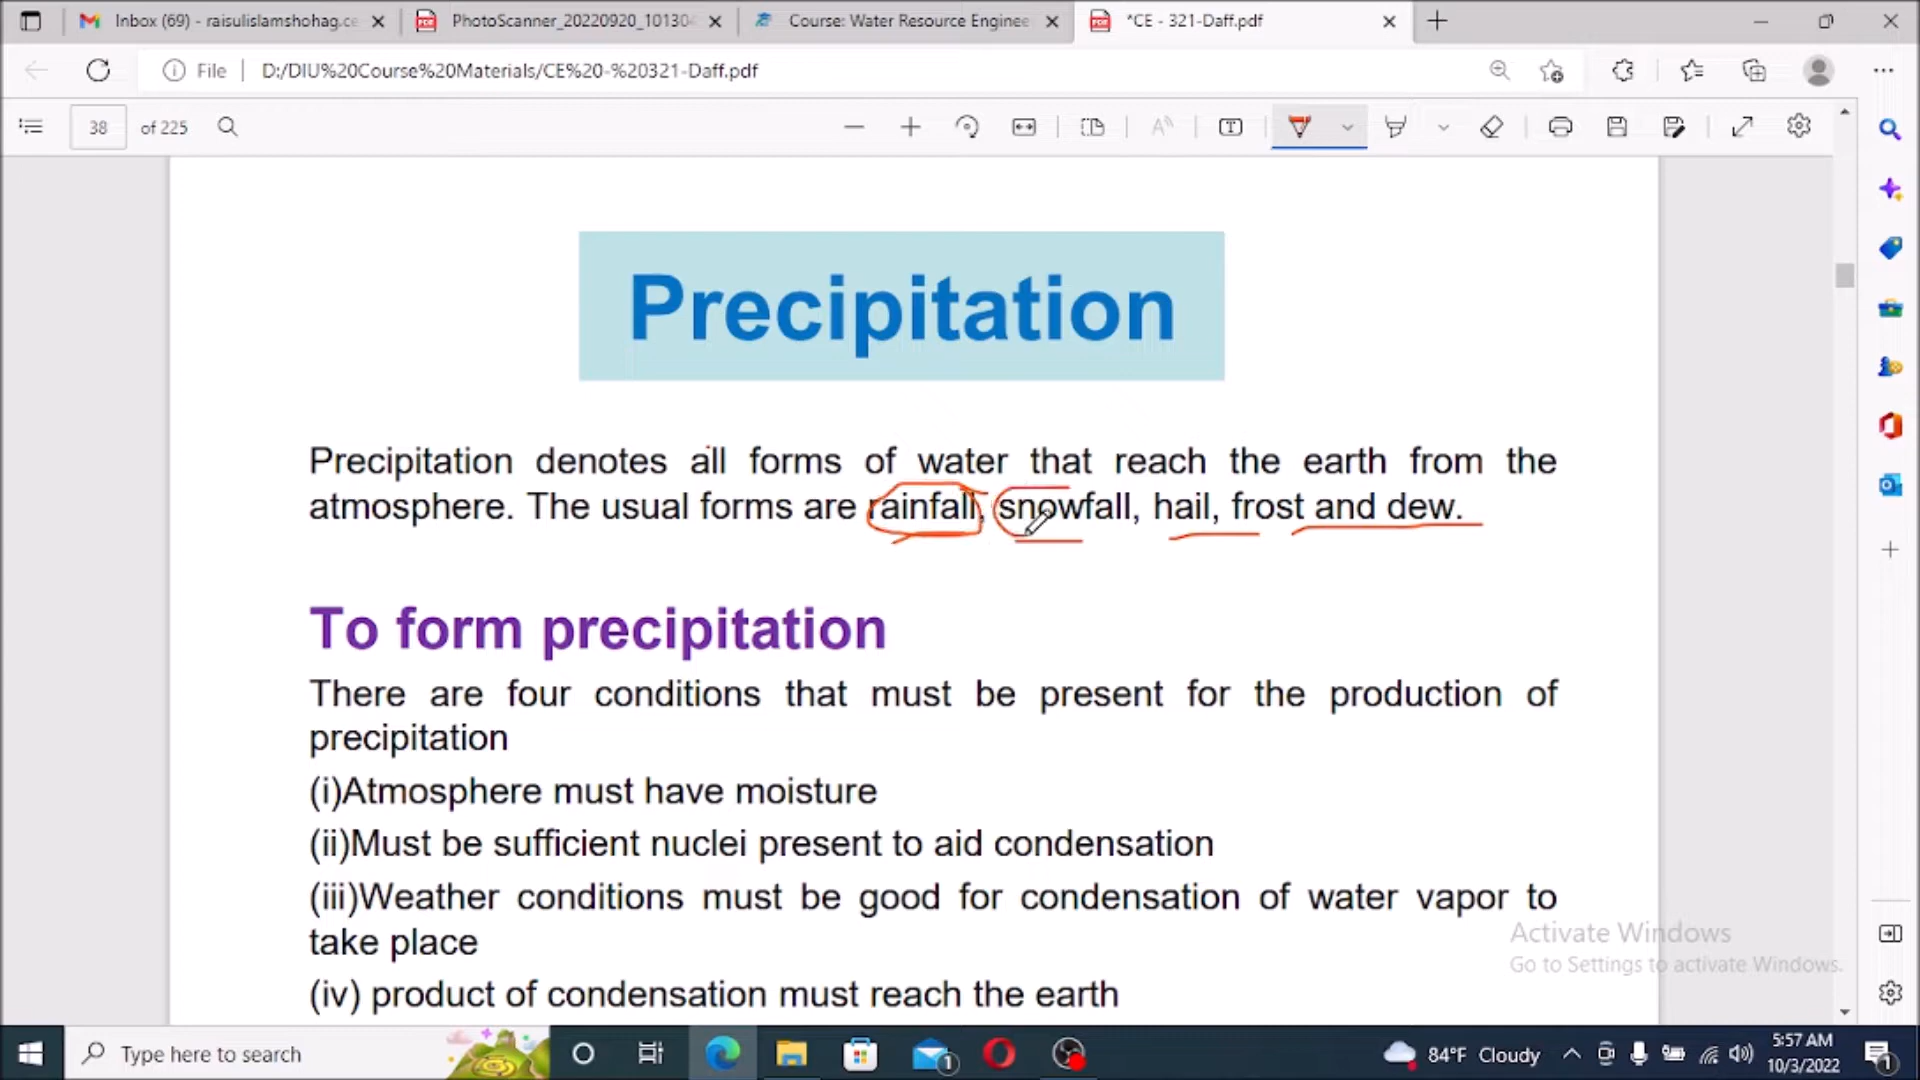 Inbox (69) - raisulislamshohag.ce
PhotoScanner_20220920_101304
Course: Water Resource Enginee
*CE - 321-Daff.pdf
File
D:/DIU%20Course%20Materials/CE%20-%20321-Daff.pdf
38 of 225
Precipitation
Precipitation denotes all forms of water that reach the earth from the
atmosphere. The usual forms are rainfall, snowfall, hail, frost and dew.
To form precipitation
There are four conditions that must be present for the production of
precipitation
(i)Atmosphere must have moisture
(ii)Must be sufficient nuclei present to aid condensation
(iii)Weather conditions must be good for condensation of water vapor to
take place
(iv) product of condensation must reach the earth
Activate Windows
Go to Settings to activate Windows.
Type here to search
84°F Cloudy
5:57 AM
10/3/2022